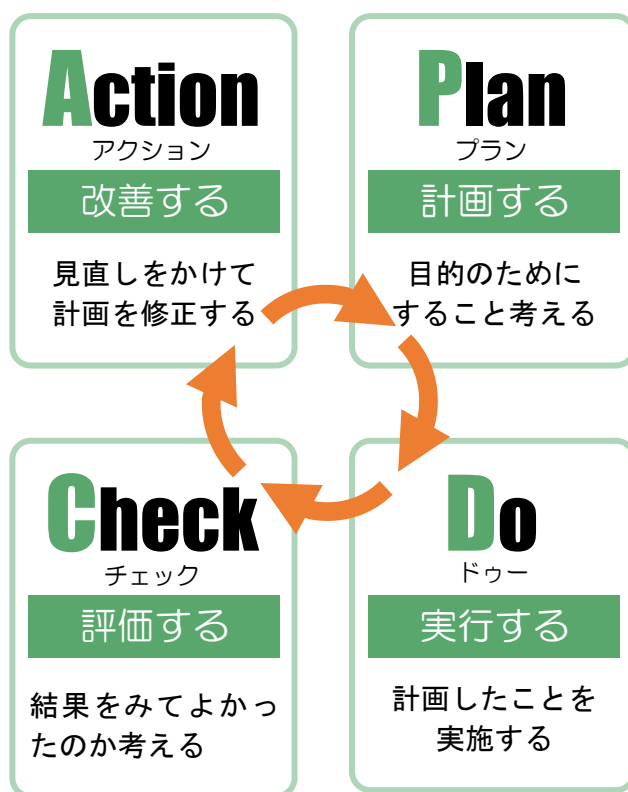 Action
アクション
改善する
見直しをかけて
計画を修正する
Plan
プラン
計画する
目的のために
すること考える
Check
チェック
評価する
結果をみてよかっ
たのか考える
Do
ドゥー
実行する
計画したことを
実施する